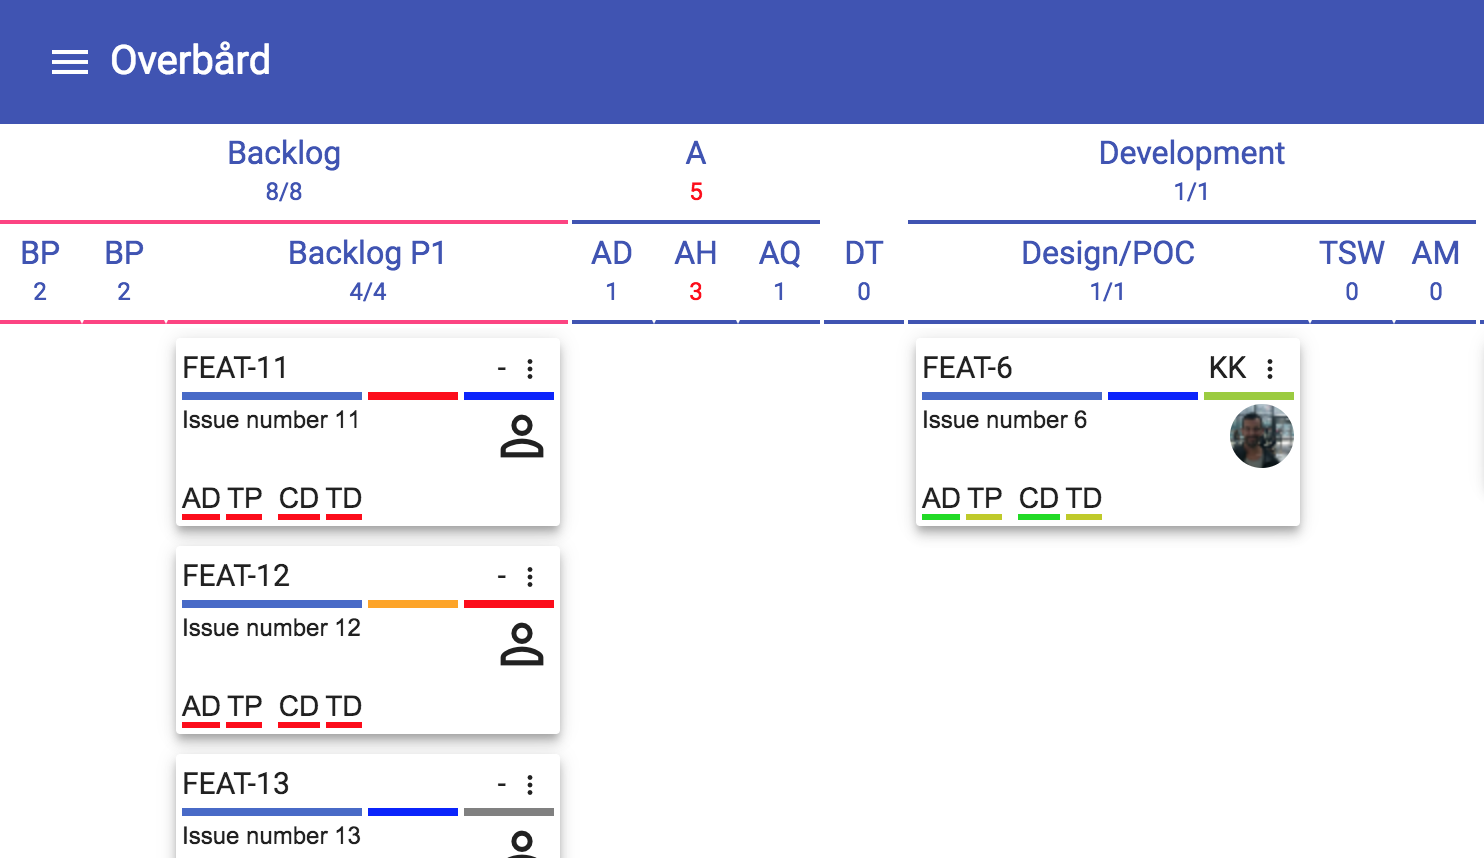 Overbård
Backlog A Development
8/8 5 1/1
BP BP Backlog P1 AD AH AQ DT Design/POC TSW AM
2 2 4/4 1 3 1 0 1/1 0 0
FEAT-11 -
Issue number 11
AD TP CD TD
FEAT-12 -
Issue number 12
AD TP CD TD
FEAT-13 -
Issue number 13
FEAT-6 KK
Issue number 6
AD TP CD TD